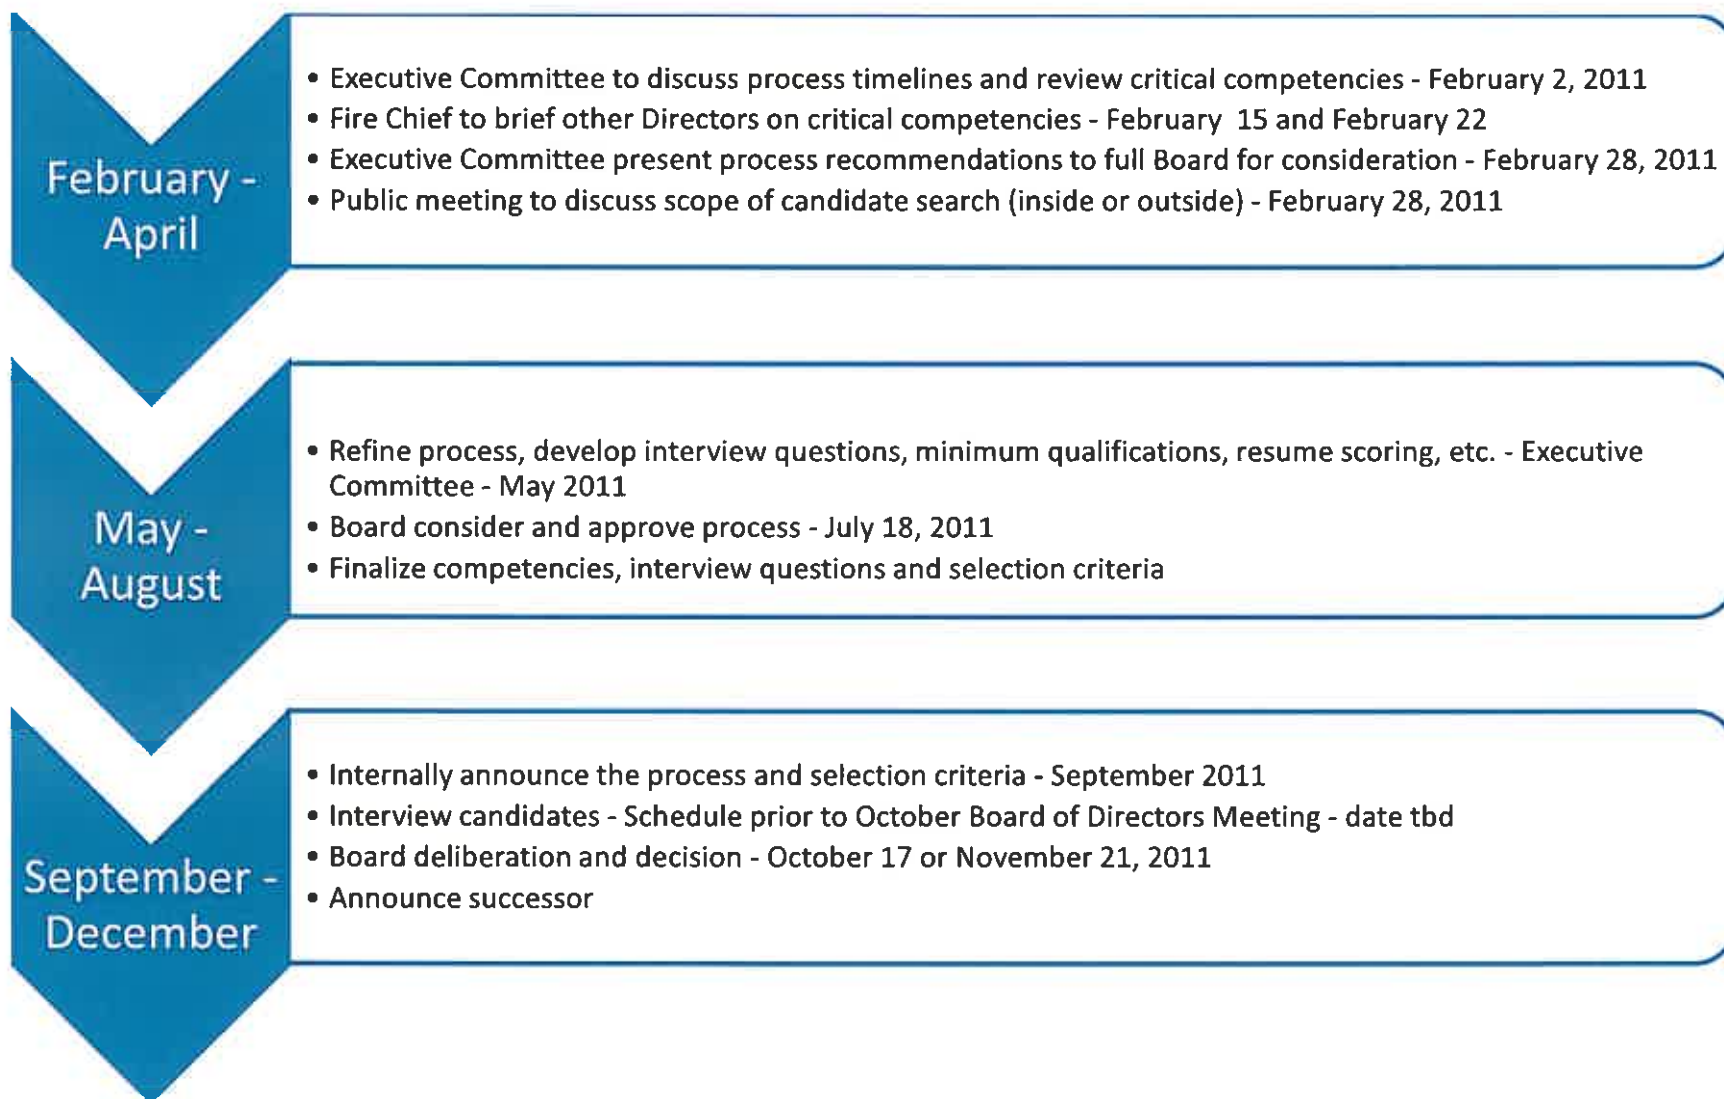 February -
April
• Executive Committee to discuss process timelines and review critical competencies - February 2, 2011
• Fire Chief to brief other Directors on critical competencies - February 15 and February 22
• Executive Committee present process recommendations to full Board for consideration - February 28, 2011
• Public meeting to discuss scope of candidate search (inside or outside) - February 28, 2011
May -
August
• Refine process, develop interview questions, minimum qualifications, resume scoring, etc. - Executive
Committee - May 2011
• Board consider and approve process - July 18, 2011
• Finalize competencies, interview questions and selection criteria
September -
December
• Internally announce the process and selection criteria - September 2011
• Interview candidates - Schedule prior to October Board of Directors Meeting - date tbd
• Board deliberation and decision - October 17 or November 21, 2011
• Announce successor